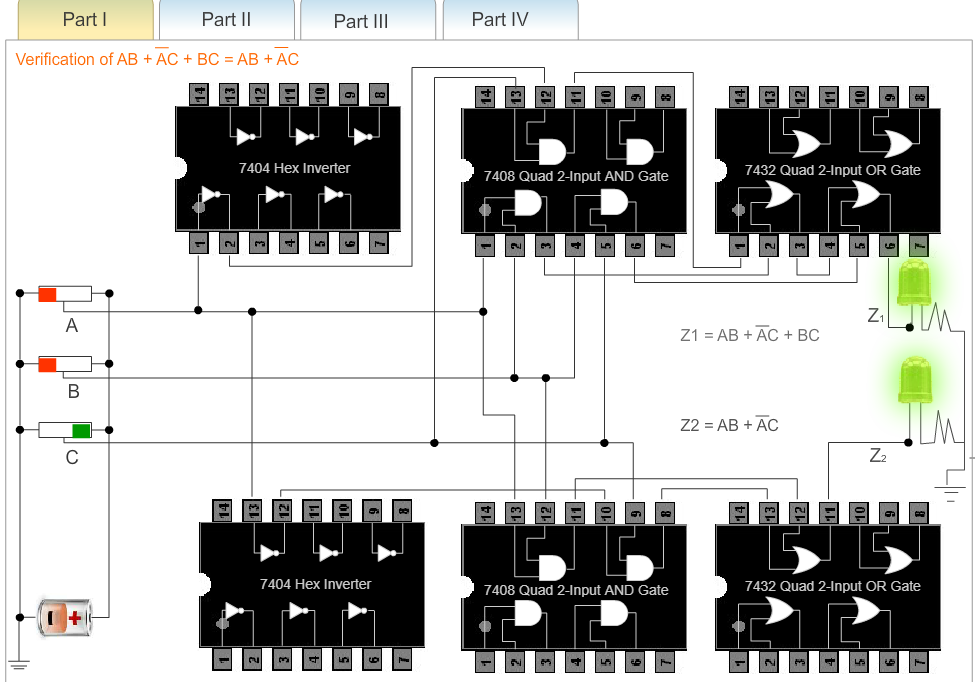 Part I Part II Part III Part IV
Verification of AB + A̅C + BC = AB + A̅C
14 13 12 11 10 9 8
14 13 12 11 10 9 8
14 13 12 11 10 9 8
7404 Hex Inverter
7408 Quad 2-Input AND Gate
7432 Quad 2-Input OR Gate
1 2 3 4 5 6 7
1 2 3 4 5 6 7
1 2 3 4 5 6 7
A
Z1
Z1 = AB + A̅C + BC
B
Z2 = AB + A̅C
C
Z2
14 13 12 11 10 9 8
14 13 12 11 10 9 8
14 13 12 11 10 9 8
7404 Hex Inverter
7408 Quad 2-Input AND Gate
7432 Quad 2-Input OR Gate
- +
1 2 3 4 5 6 7
1 2 3 4 5 6 7
1 2 3 4 5 6 7